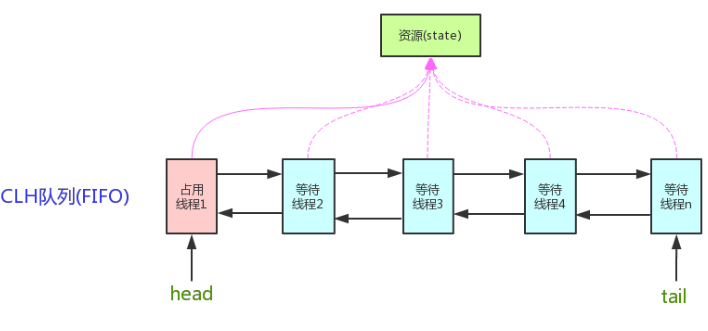 资源(state)
CLH队列(FIFO)
占用
线程1
等待
线程2
等待
线程3
等待
线程4
等待
线程n
head
tail